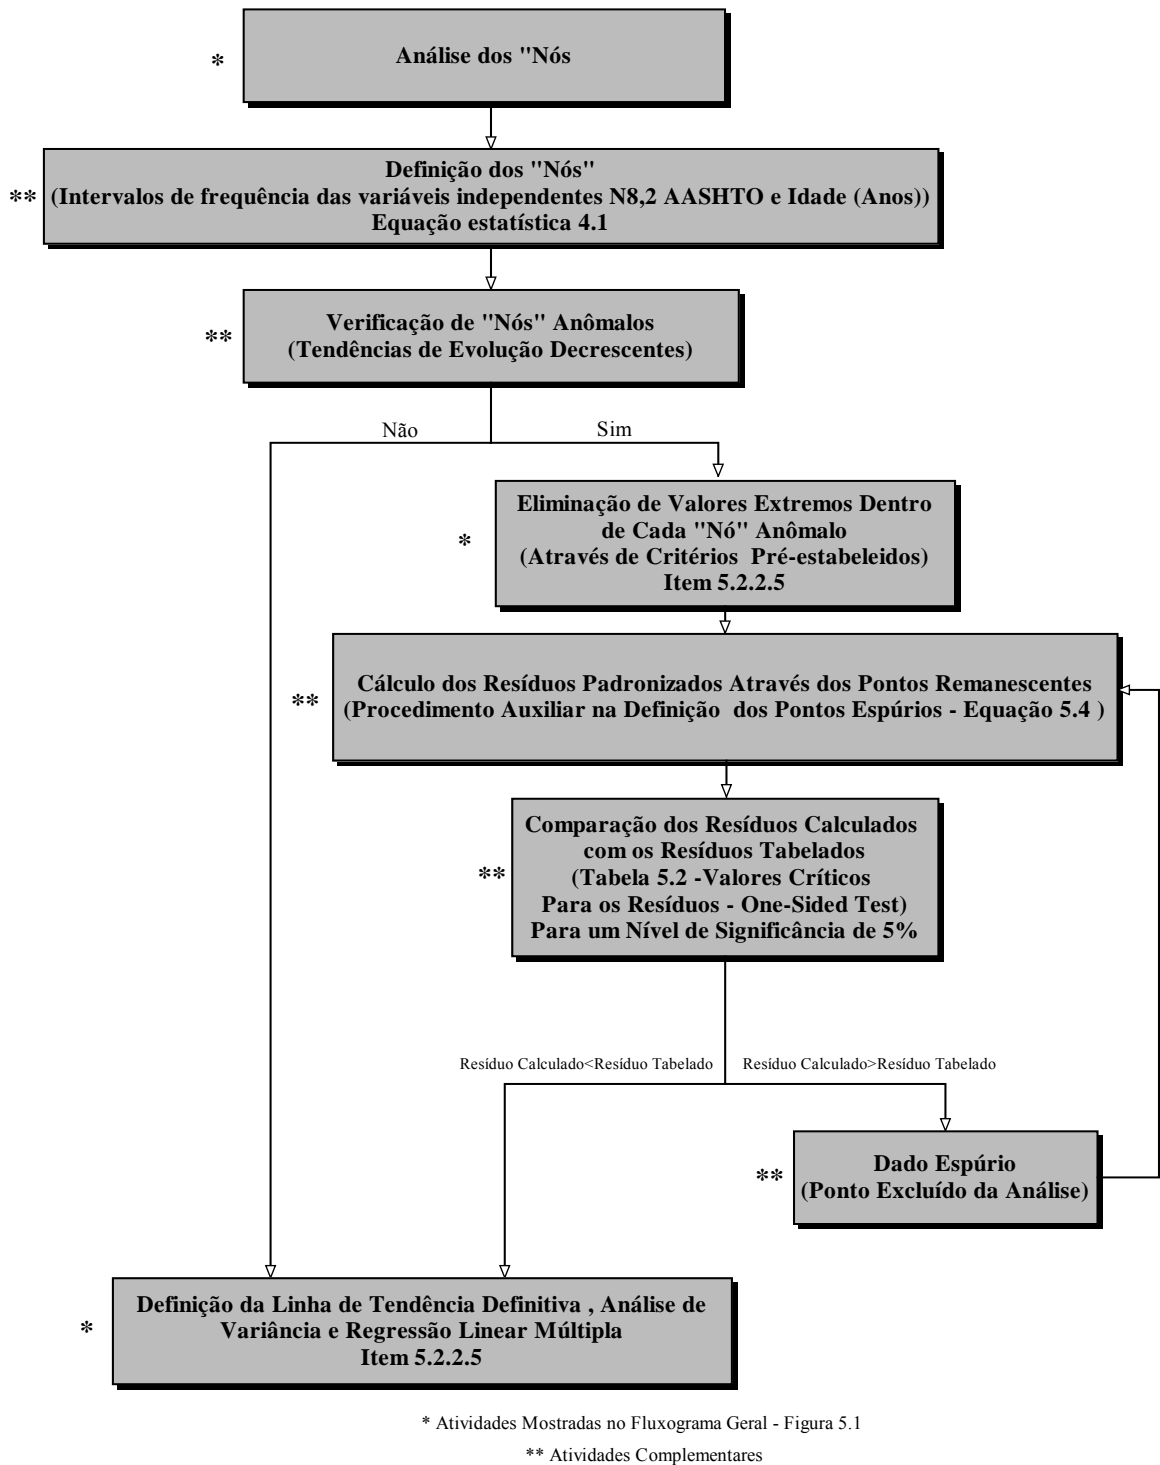 *
Análise dos "Nós
**
Definição dos "Nós"
(Intervalos de frequência das variáveis independentes N8,2 AASHTO e Idade (Anos))
Equação estatística 4.1
**
Verificação de "Nós" Anômalos
(Tendências de Evolução Decrescentes)
Não
Sim
*
Eliminação de Valores Extremos Dentro
de Cada "Nó" Anômalo
(Através de Critérios Pré-estabeleidos)
Item 5.2.2.5
**
Cálculo dos Resíduos Padronizados Através dos Pontos Remanescentes
(Procedimento Auxiliar na Definição dos Pontos Espúrios - Equação 5.4 )
**
Comparação dos Resíduos Calculados
com os Resíduos Tabelados
(Tabela 5.2 -Valores Críticos
Para os Resíduos - One-Sided Test)
Para um Nível de Significância de 5%
Resíduo Calculado<Resíduo Tabelado
Resíduo Calculado>Resíduo Tabelado
**
Dado Espúrio
(Ponto Excluído da Análise)
*
Definição da Linha de Tendência Definitiva , Análise de
Variância e Regressão Linear Múltipla
Item 5.2.2.5
* Atividades Mostradas no Fluxograma Geral - Figura 5.1
** Atividades Complementares